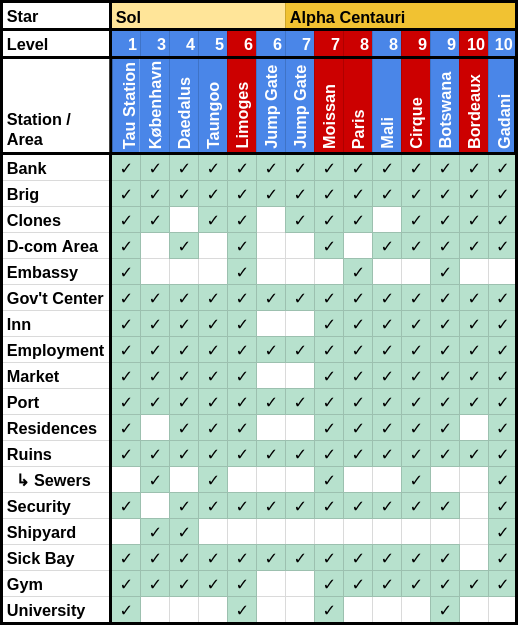 Star Sol Alpha Centauri
Level 1 3 4 5 6 6 7 7 8 8 9 9 10 10
Station /
Area
Tau Station
København
Daedalus
Taungoo
Limoges
Jump Gate
Jump Gate
Moissan
Paris
Mali
Cirque
Botswana
Bordeaux
Gadani
Bank ✓ ✓ ✓ ✓ ✓ ✓ ✓ ✓ ✓ ✓ ✓ ✓ ✓ ✓
Brig ✓ ✓ ✓ ✓ ✓ ✓ ✓ ✓ ✓ ✓ ✓ ✓ ✓ ✓
Clones ✓ ✓ ✓ ✓ ✓ ✓ ✓ ✓ ✓ ✓ ✓
D-com Area ✓ ✓ ✓ ✓ ✓ ✓ ✓ ✓ ✓
Embassy ✓ ✓ ✓ ✓
Gov't Center ✓ ✓ ✓ ✓ ✓ ✓ ✓ ✓ ✓ ✓ ✓ ✓ ✓ ✓
Inn ✓ ✓ ✓ ✓ ✓ ✓ ✓ ✓ ✓ ✓ ✓ ✓
Employment ✓ ✓ ✓ ✓ ✓ ✓ ✓ ✓ ✓ ✓ ✓ ✓ ✓ ✓
Market ✓ ✓ ✓ ✓ ✓ ✓ ✓ ✓ ✓ ✓ ✓ ✓
Port ✓ ✓ ✓ ✓ ✓ ✓ ✓ ✓ ✓ ✓ ✓ ✓ ✓ ✓
Residences ✓ ✓ ✓ ✓ ✓ ✓ ✓ ✓ ✓ ✓
Ruins ✓ ✓ ✓ ✓ ✓ ✓ ✓ ✓ ✓ ✓ ✓ ✓ ✓ ✓
↳ Sewers ✓ ✓ ✓ ✓ ✓
Security ✓ ✓ ✓ ✓ ✓ ✓ ✓ ✓ ✓ ✓ ✓ ✓
Shipyard ✓ ✓ ✓
Sick Bay ✓ ✓ ✓ ✓ ✓ ✓ ✓ ✓ ✓ ✓ ✓ ✓ ✓
Gym ✓ ✓ ✓ ✓ ✓ ✓ ✓ ✓ ✓ ✓ ✓ ✓
University ✓ ✓ ✓ ✓